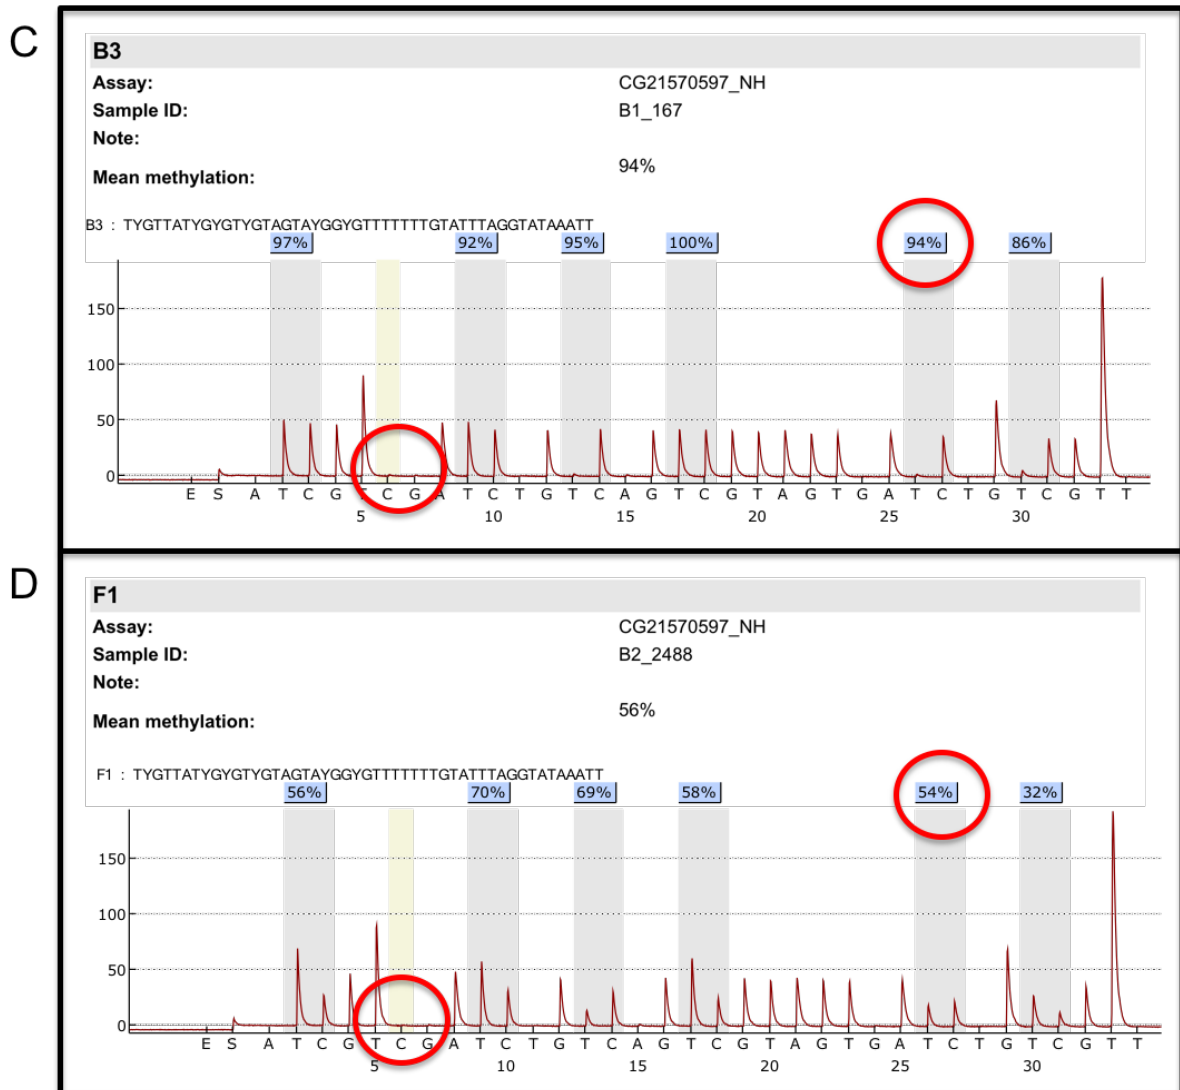 C
B3
Assay: CG21570597_NH
Sample ID: B1_167
Note:
Mean methylation: 94%
B3 : TYGTTATYGYGTYGTAGTAYGGYGTTTTTTTGTATTTAGGTATAAATT
97% 92% 95% 100% 94% 86%
150
100
50
0
E S A T C G T C G A T C T G T C A G T C G T A G T G A T C T G T C G T T
5 10 15 20 25 30
D
F1
Assay: CG21570597_NH
Sample ID: B2_2488
Note:
Mean methylation: 56%
F1 : TYGTTATYGYGTYGTAGTAYGGYGTTTTTTTGTATTTAGGTATAAATT
56% 70% 69% 58% 54% 32%
150
100
50
0
E S A T C G T C G A T C T G T C A G T C G T A G T G A T C T G T C G T T
5 10 15 20 25 30